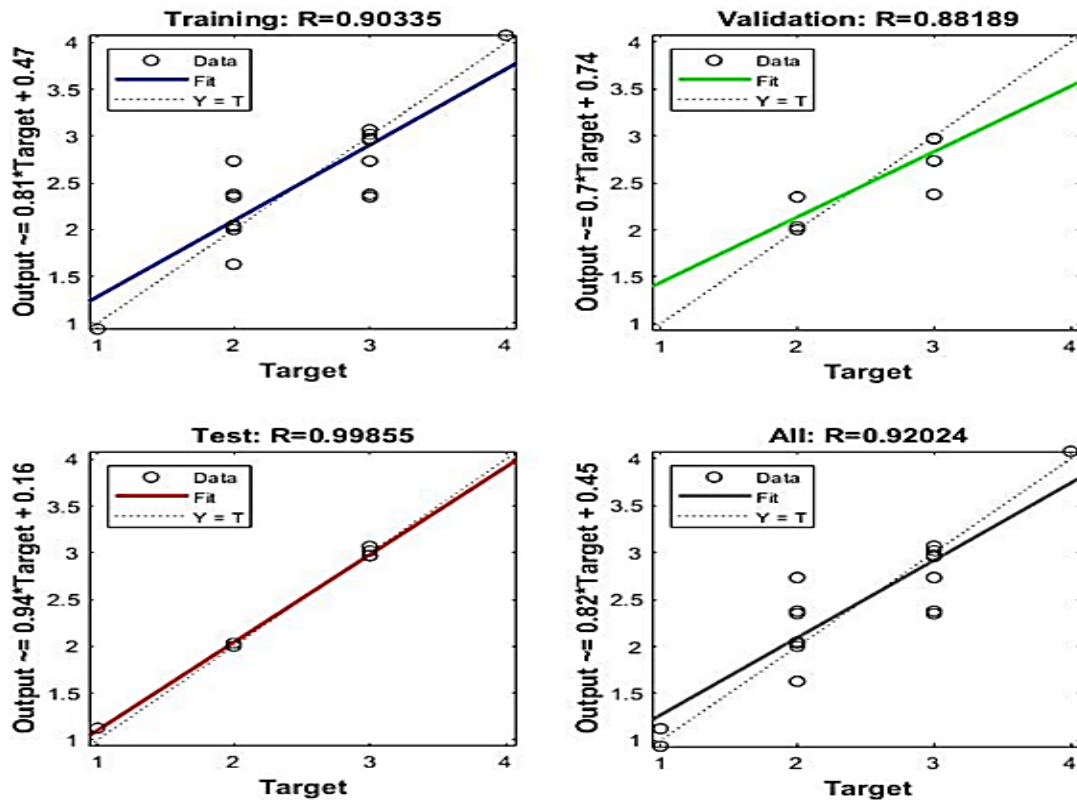 Training: R=0.90335
Output ~= 0.81*Target + 0.47
4
3.5
3
2.5
2
1.5
1
Data
Fit
Y = T
1 2 3 4
Target
Validation: R=0.88189
Output ~= 0.7*Target + 0.74
4
3.5
3
2.5
2
1.5
1
Data
Fit
Y = T
1 2 3 4
Target
Test: R=0.99855
Output ~= 0.94*Target + 0.16
4
3.5
3
2.5
2
1.5
1
Data
Fit
Y = T
1 2 3 4
Target
All: R=0.92024
Output ~= 0.82*Target + 0.45
4
3.5
3
2.5
2
1.5
1
Data
Fit
Y = T
1 2 3 4
Target